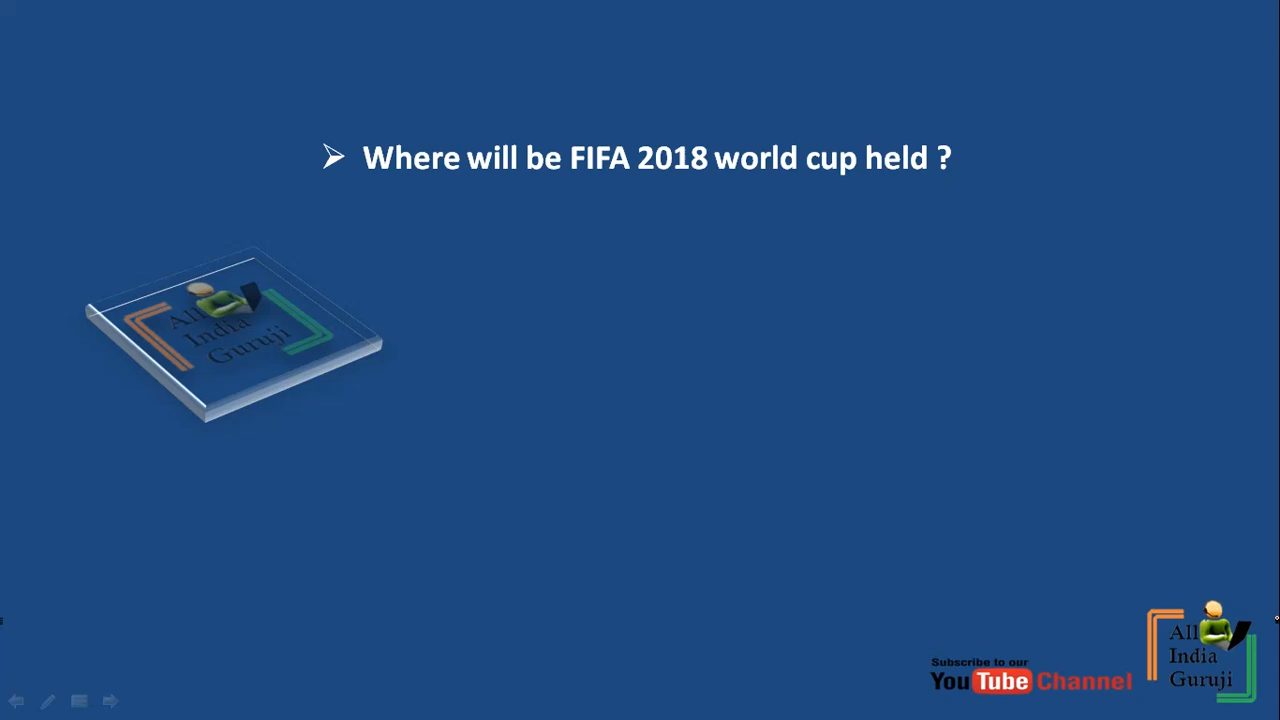 Where will be FIFA 2018 world cup held ?
All
India
Guruji
Subscribe to our
YouTube Channel
All
India
Guruji